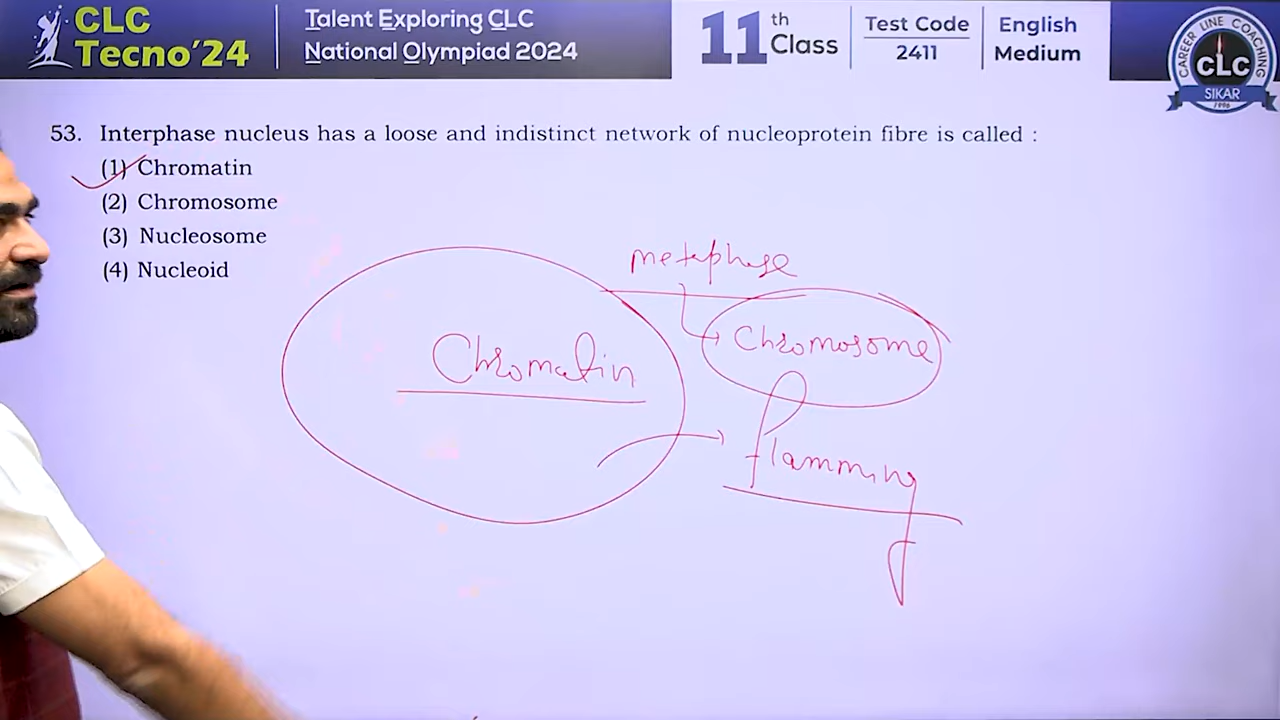 CLC
Tecno'24
Talent Exploring CLC
National Olympiad 2024
11th Class
Test Code
2411
English
Medium
CAREER LINE COACHING
CLC
SIKAR
1996
53. Interphase nucleus has a loose and indistinct network of nucleoprotein fibre is called :
(1) Chromatin
(2) Chromosome
(3) Nucleosome
(4) Nucleoid
metaphase
Chromosome
Chromatin
flamming